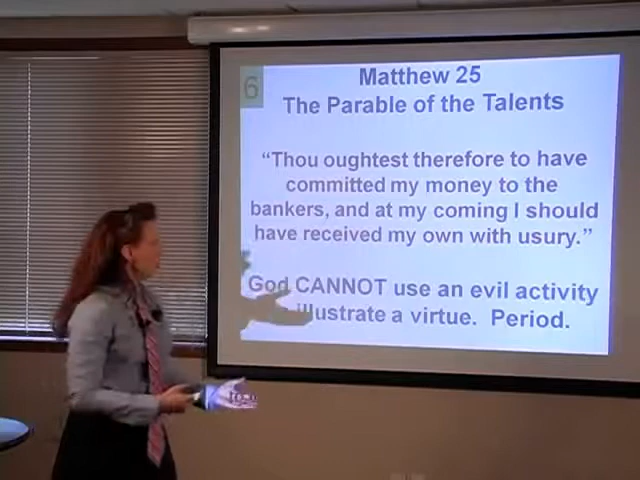 6
Matthew 25
The Parable of the Talents
“Thou oughtest therefore to have
committed my money to the
bankers, and at my coming I should
have received my own with usury.”
God CANNOT use an evil activity
illustrate a virtue. Period.